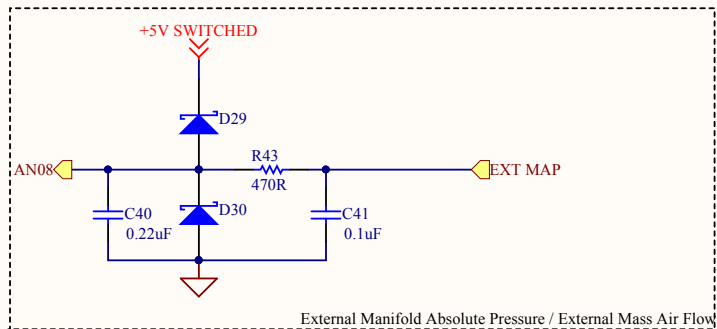 +5V SWITCHED
D29
AN08
R43
470R
EXT MAP
C40
0.22uF
D30
C41
0.1uF
External Manifold Absolute Pressure / External Mass Air Flow